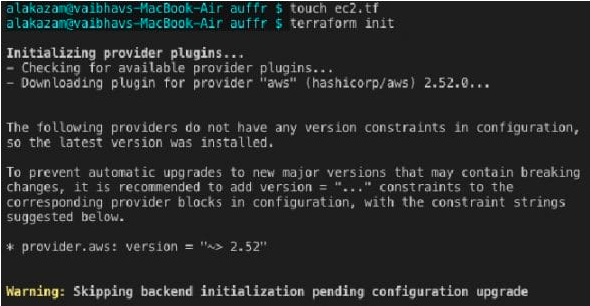 alakazam@vaibhavs-MacBook-Air auffr $ touch ec2.tf
alakazam@vaibhavs-MacBook-Air auffr $ terraform init
Initializing provider plugins...
- Checking for available provider plugins...
- Downloading plugin for provider "aws" (hashicorp/aws) 2.52.0...
The following providers do not have any version constraints in configuration,
so the latest version was installed.
To prevent automatic upgrades to new major versions that may contain breaking
changes, it is recommended to add version = "..." constraints to the
corresponding provider blocks in configuration, with the constraint strings
suggested below.
* provider.aws: version = "~> 2.52"
Warning: Skipping backend initialization pending configuration upgrade